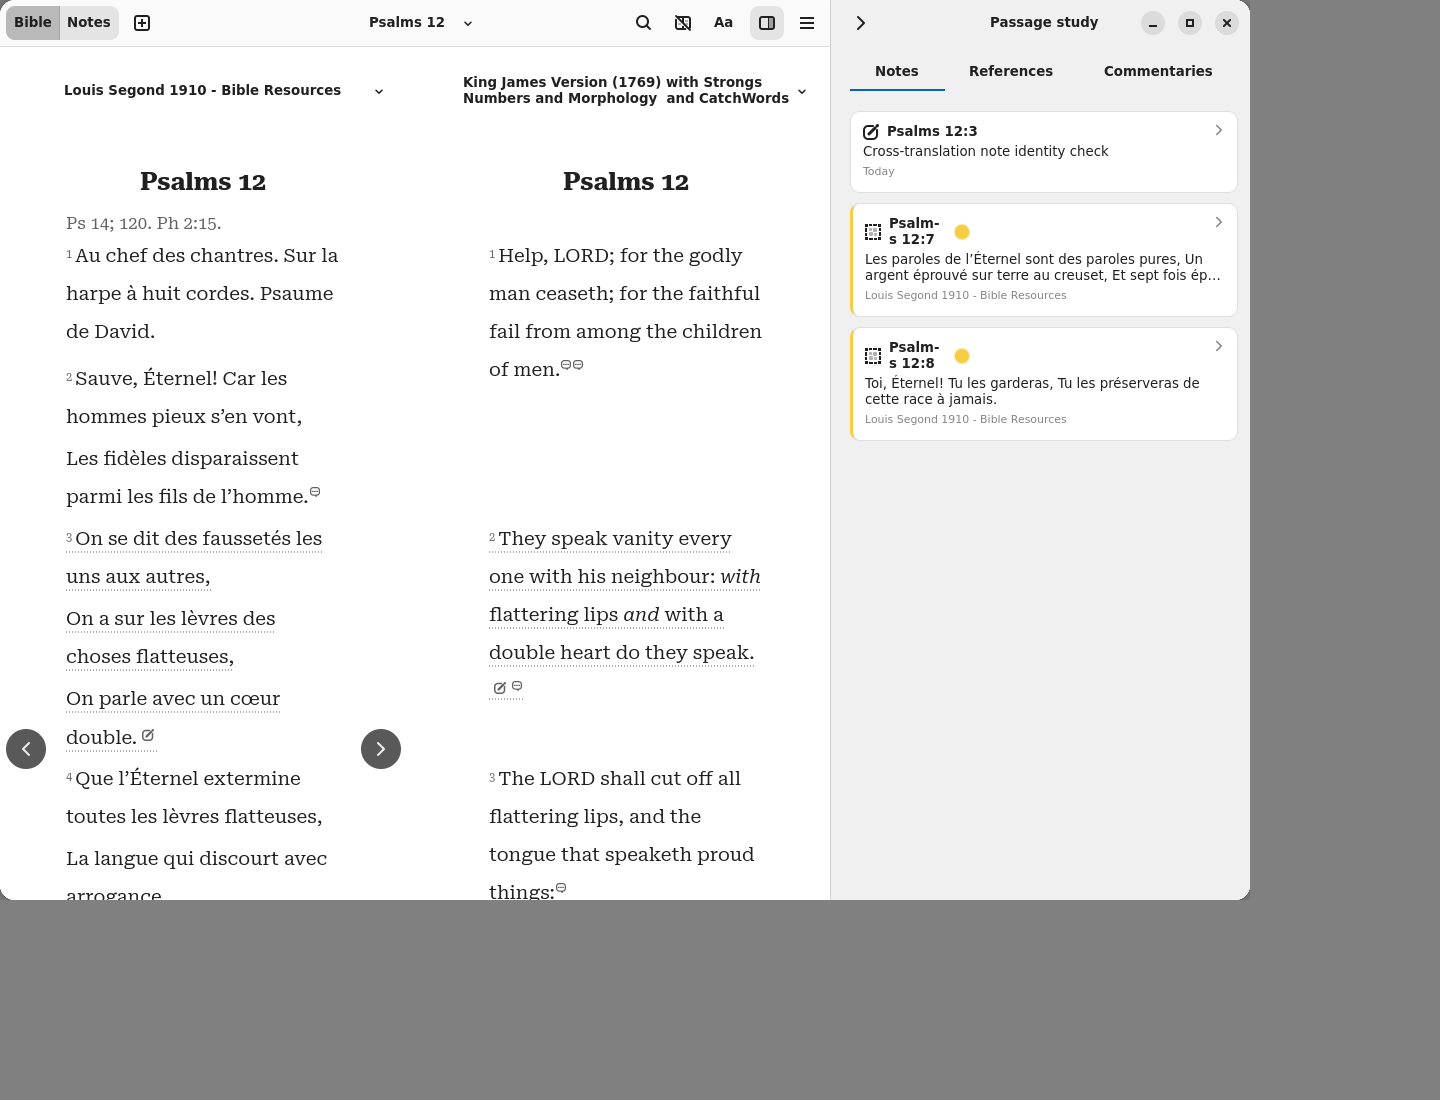 Bible Notes
Psalms 12
Aa
Passage study
Louis Segond 1910 - Bible Resources
Psalms 12
Ps 14; 120. Ph 2:15.
1 Au chef des chantres. Sur la
harpe à huit cordes. Psaume
de David.
2 Sauve, Éternel! Car les
hommes pieux s’en vont,
Les fidèles disparaissent
parmi les fils de l’homme.
3 On se dit des faussetés les
uns aux autres,
On a sur les lèvres des
choses flatteuses,
On parle avec un cœur
double.
4 Que l’Éternel extermine
toutes les lèvres flatteuses,
La langue qui discourt avec
arrogance
King James Version (1769) with Strongs
Numbers and Morphology and CatchWords
Psalms 12
1 Help, LORD; for the godly
man ceaseth; for the faithful
fail from among the children
of men.
2 They speak vanity every
one with his neighbour: with
flattering lips and with a
double heart do they speak.
3 The LORD shall cut off all
flattering lips, and the
tongue that speaketh proud
things:
Notes References Commentaries
Psalms 12:3
Cross-translation note identity check
Today
Psalm-
s 12:7
Les paroles de l’Éternel sont des paroles pures, Un
argent éprouvé sur terre au creuset, Et sept fois ép…
Louis Segond 1910 - Bible Resources
Psalm-
s 12:8
Toi, Éternel! Tu les garderas, Tu les préserveras de
cette race à jamais.
Louis Segond 1910 - Bible Resources